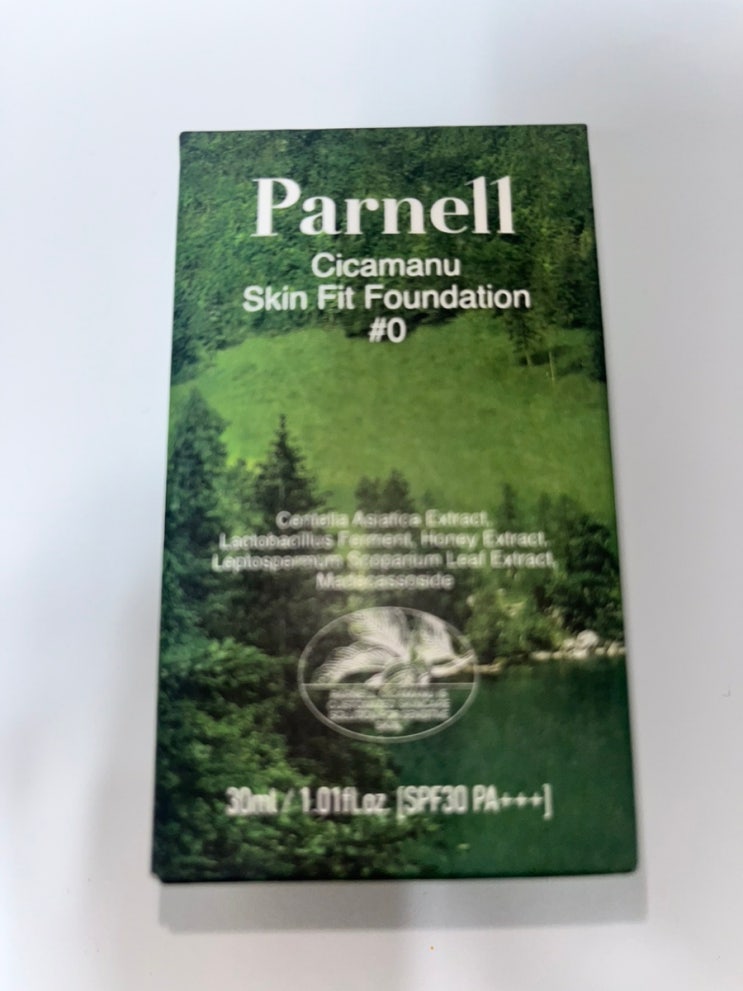 Parnell
Cicamanu
Skin Fit Foundation
#0
Centella Asiatica Extract,
Lactobacillus Ferment, Honey Extract,
Leptospermum Scoparium Leaf Extract,
Madecassoside
30ml / 1.01fl.oz. [SPF30 PA+++]